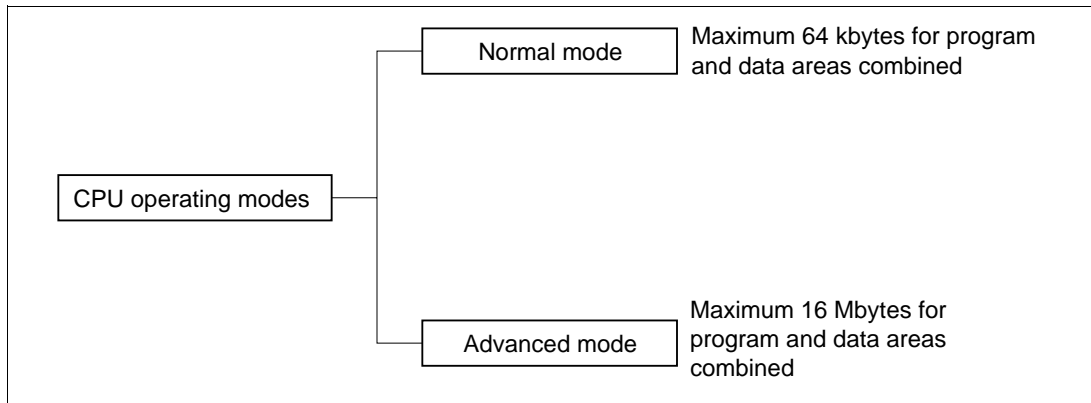 Normal mode
Maximum 64 kbytes for program
and data areas combined
CPU operating modes
Advanced mode
Maximum 16 Mbytes for
program and data areas
combined